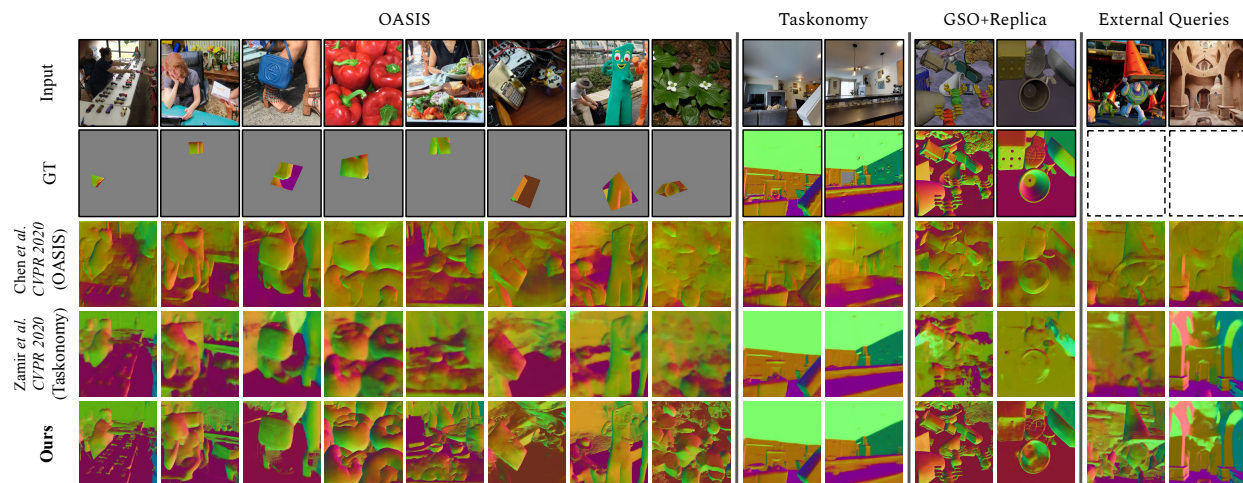 OASIS
Taskonomy
GSO+Replica
External Queries
Input
GT
Chen et al.
CVPR 2020
(OASIS)
Zamir et al.
CVPR 2020
(Taskonomy)
Ours